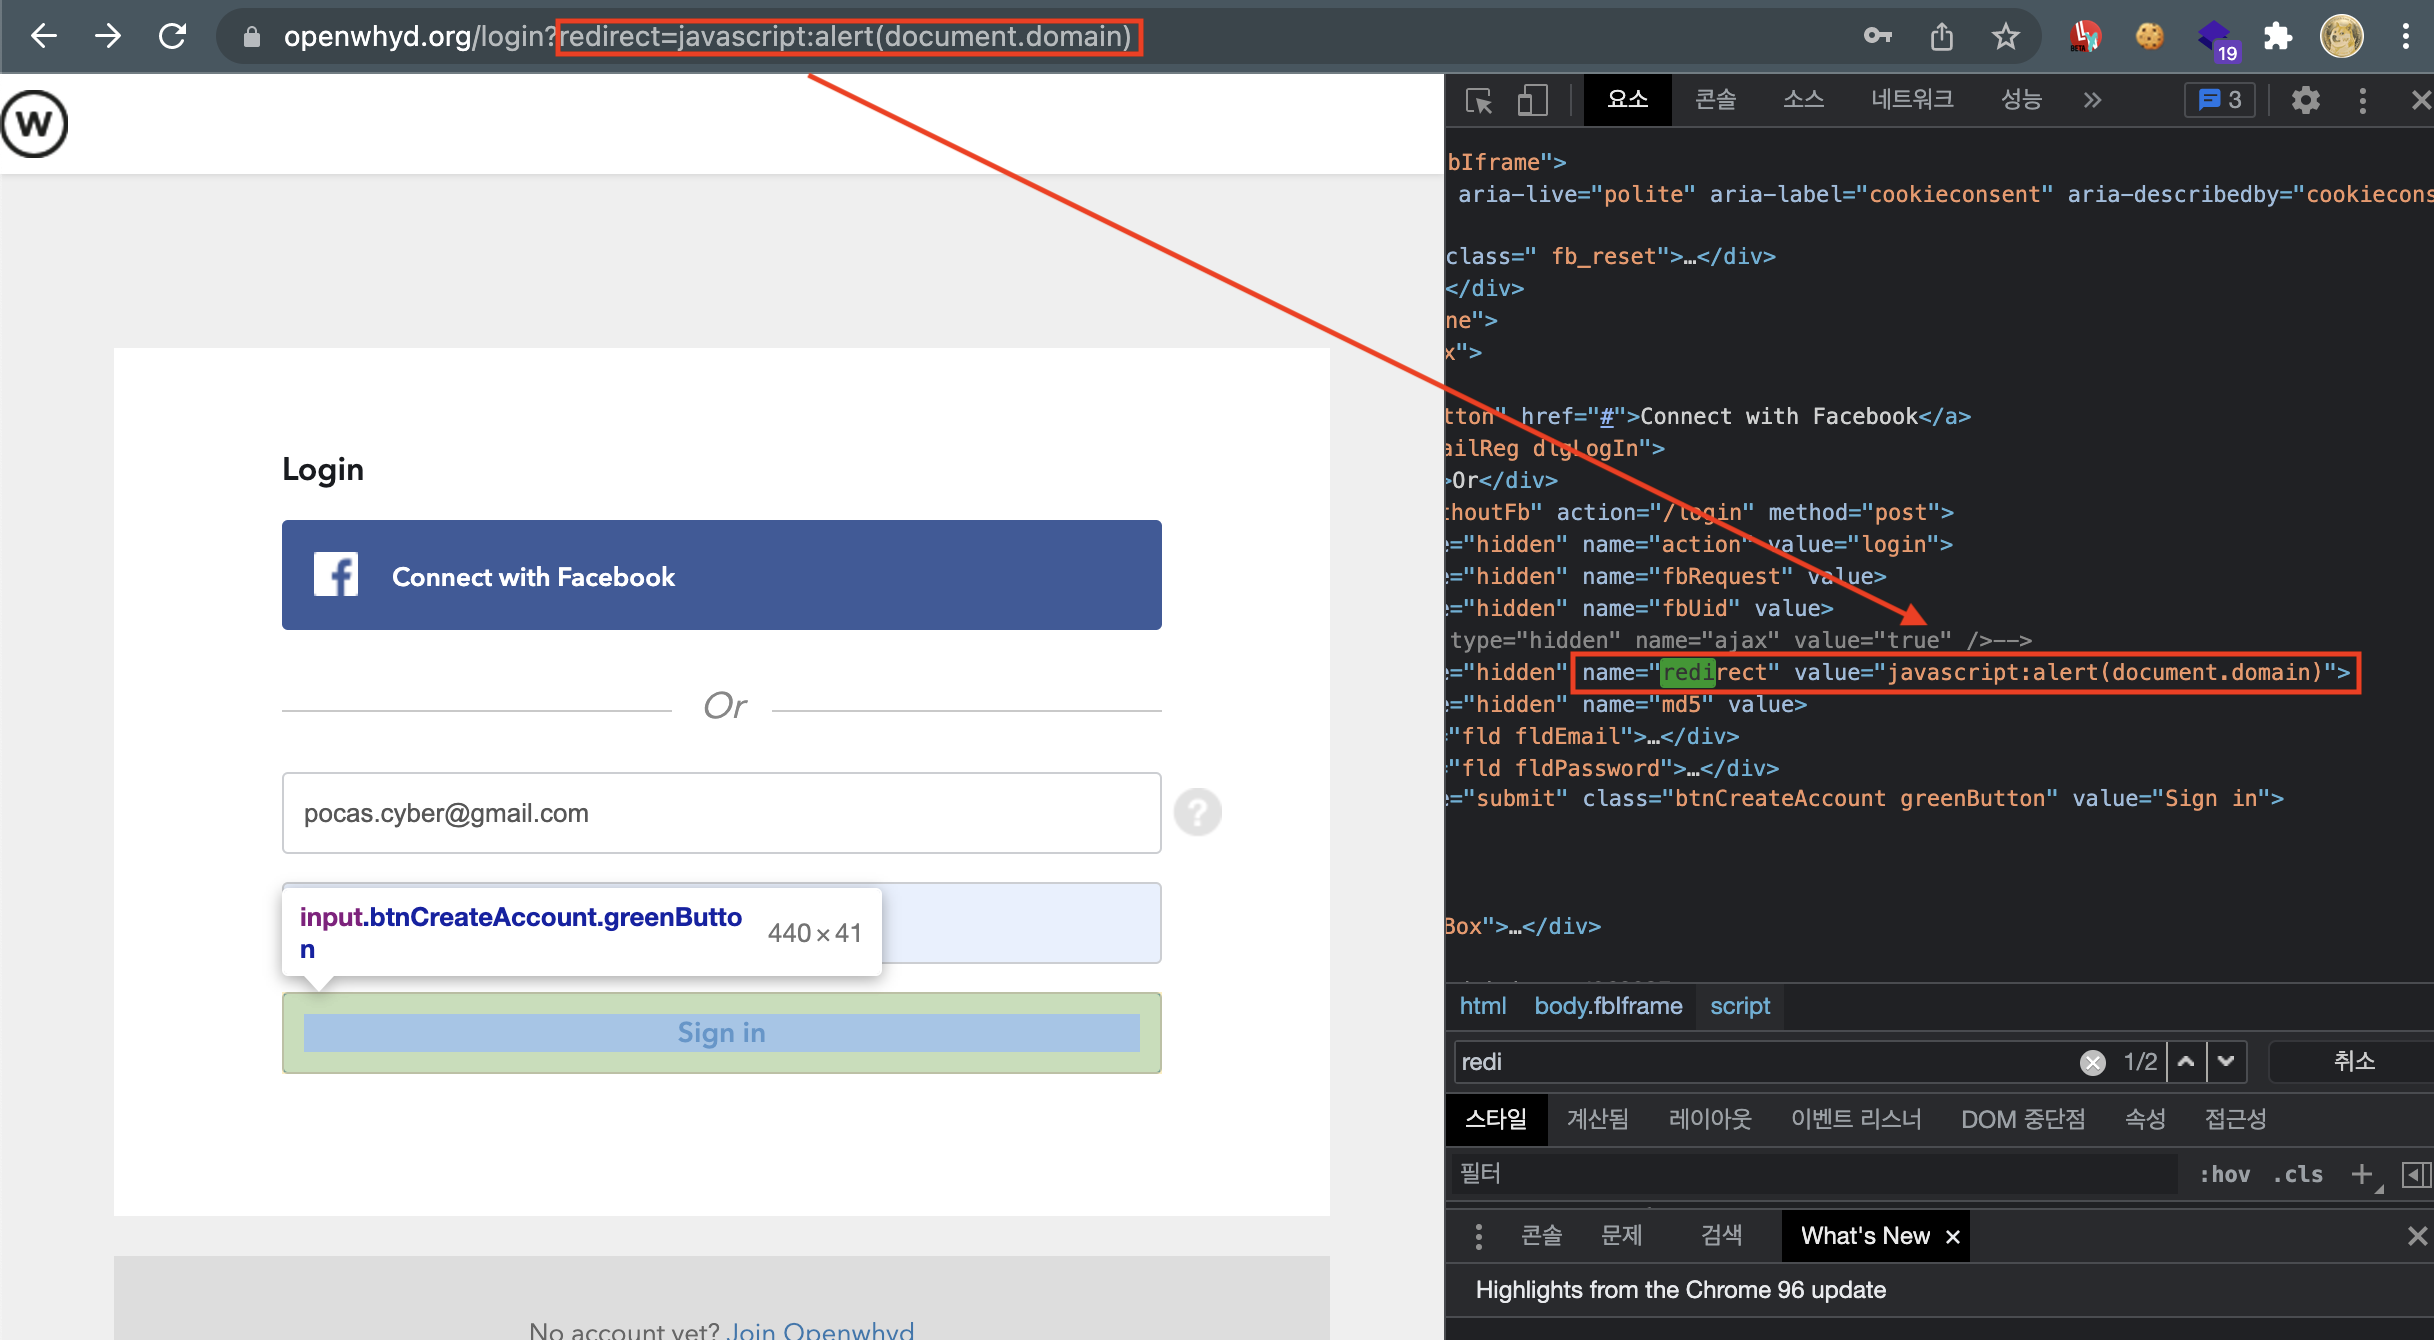 openwhyd.org/login?redirect=javascript:alert(document.domain)
BETA
19
W
Login
f Connect with Facebook
Or
pocas.cyber@gmail.com
?
input.btnCreateAccount.greenButto
n
440 × 41
Sign in
No account yet? Join Openwhyd
요소 콘솔 소스 네트워크 성능 » 3
bIframe">
aria-live="polite" aria-label="cookieconsent" aria-describedby="cookiecons
class=" fb_reset">…</div>
</div>
ne">
x">
tton" href="#">Connect with Facebook</a>
ailReg dlgLogIn">
>Or</div>
thoutFb" action="/login" method="post">
="hidden" name="action" value="login">
="hidden" name="fbRequest" value>
="hidden" name="fbUid" value>
type="hidden" name="ajax" value="true" />-->
="hidden" name="redirect" value="javascript:alert(document.domain)">
="hidden" name="md5" value>
"fld fldEmail">…</div>
"fld fldPassword">…</div>
="submit" class="btnCreateAccount greenButton" value="Sign in">
Box">…</div>
html body.fbIframe script
redi 1/2 취소
스타일 계산됨 레이아웃 이벤트 리스너 DOM 중단점 속성 접근성
필터 :hov .cls +
콘솔 문제 검색 What's New ×
Highlights from the Chrome 96 update